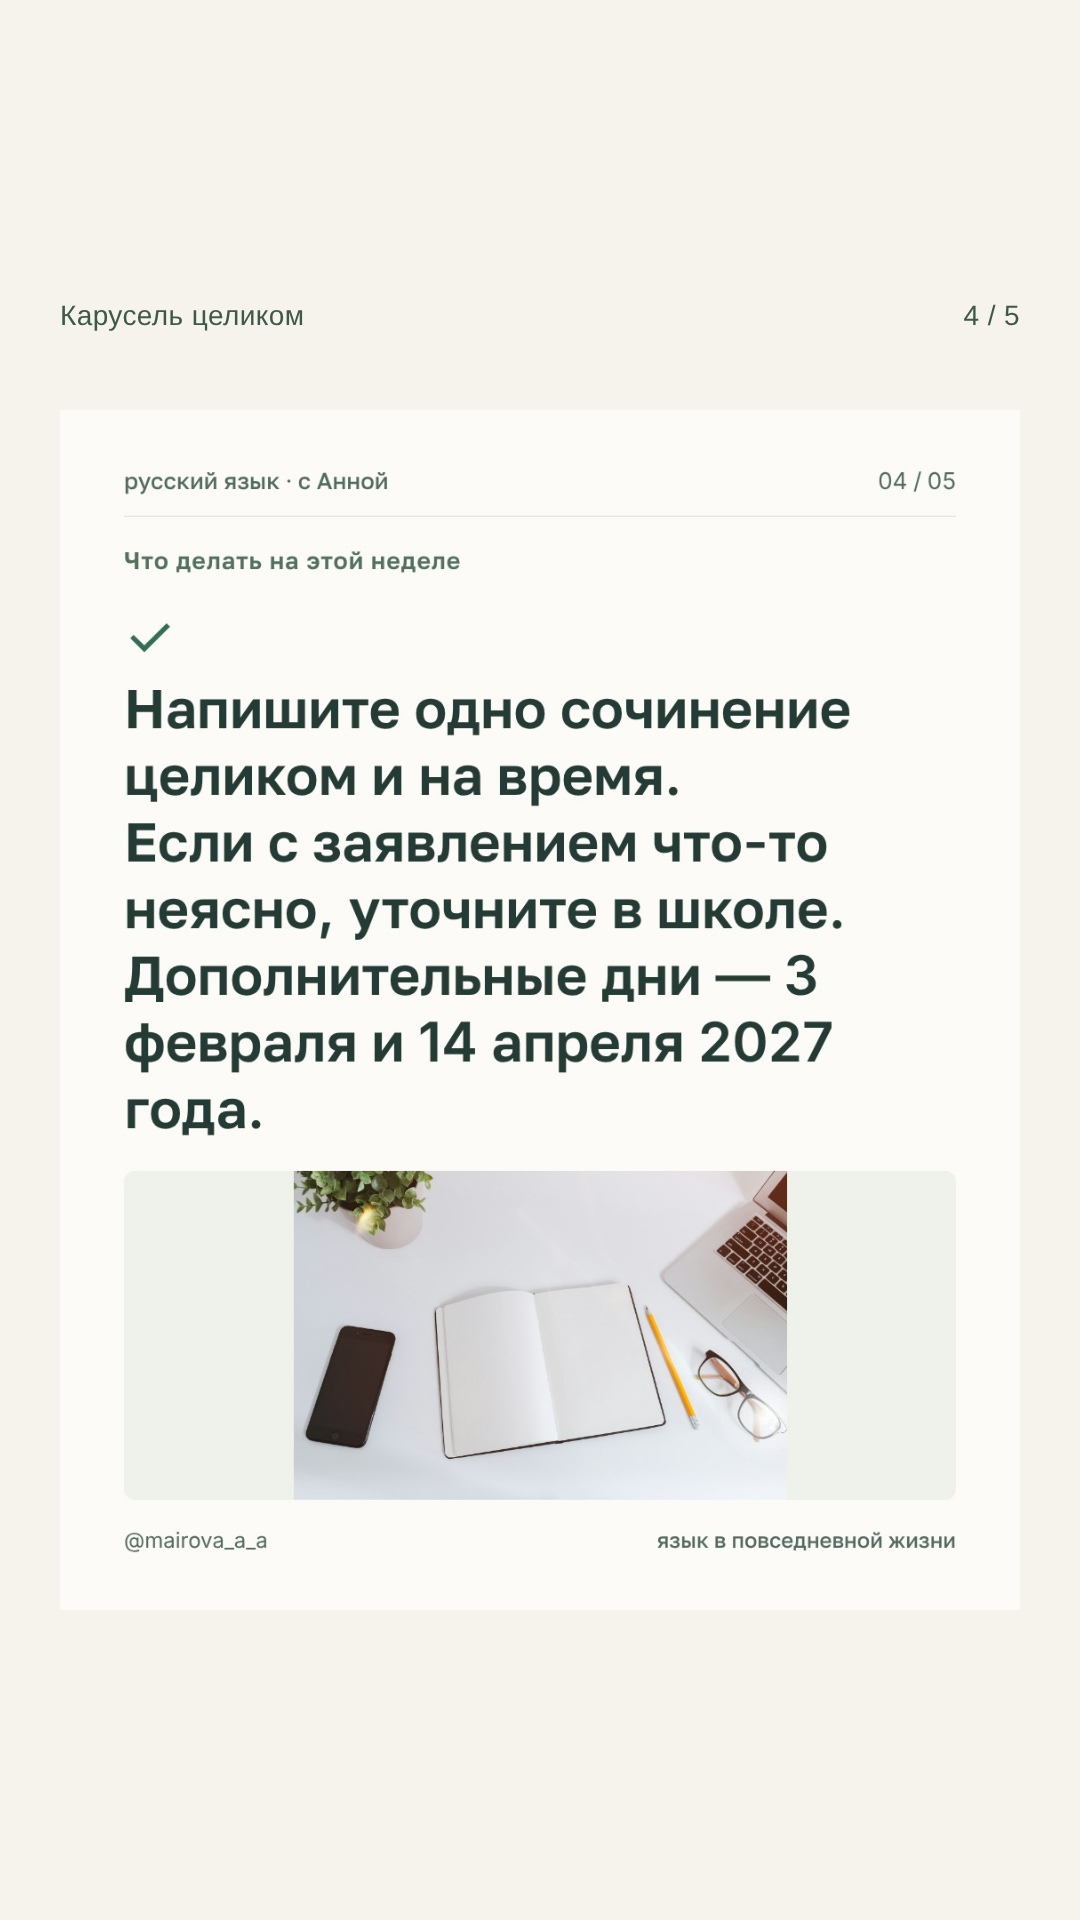 Карусель целиком
4 / 5
русский язык · с Анной
04 / 05
Что делать на этой неделе
Напишите одно сочинение
целиком и на время.
Если с заявлением что-то
неясно, уточните в школе.
Дополнительные дни — 3
февраля и 14 апреля 2027
года.
@mairova_a_a
язык в повседневной жизни